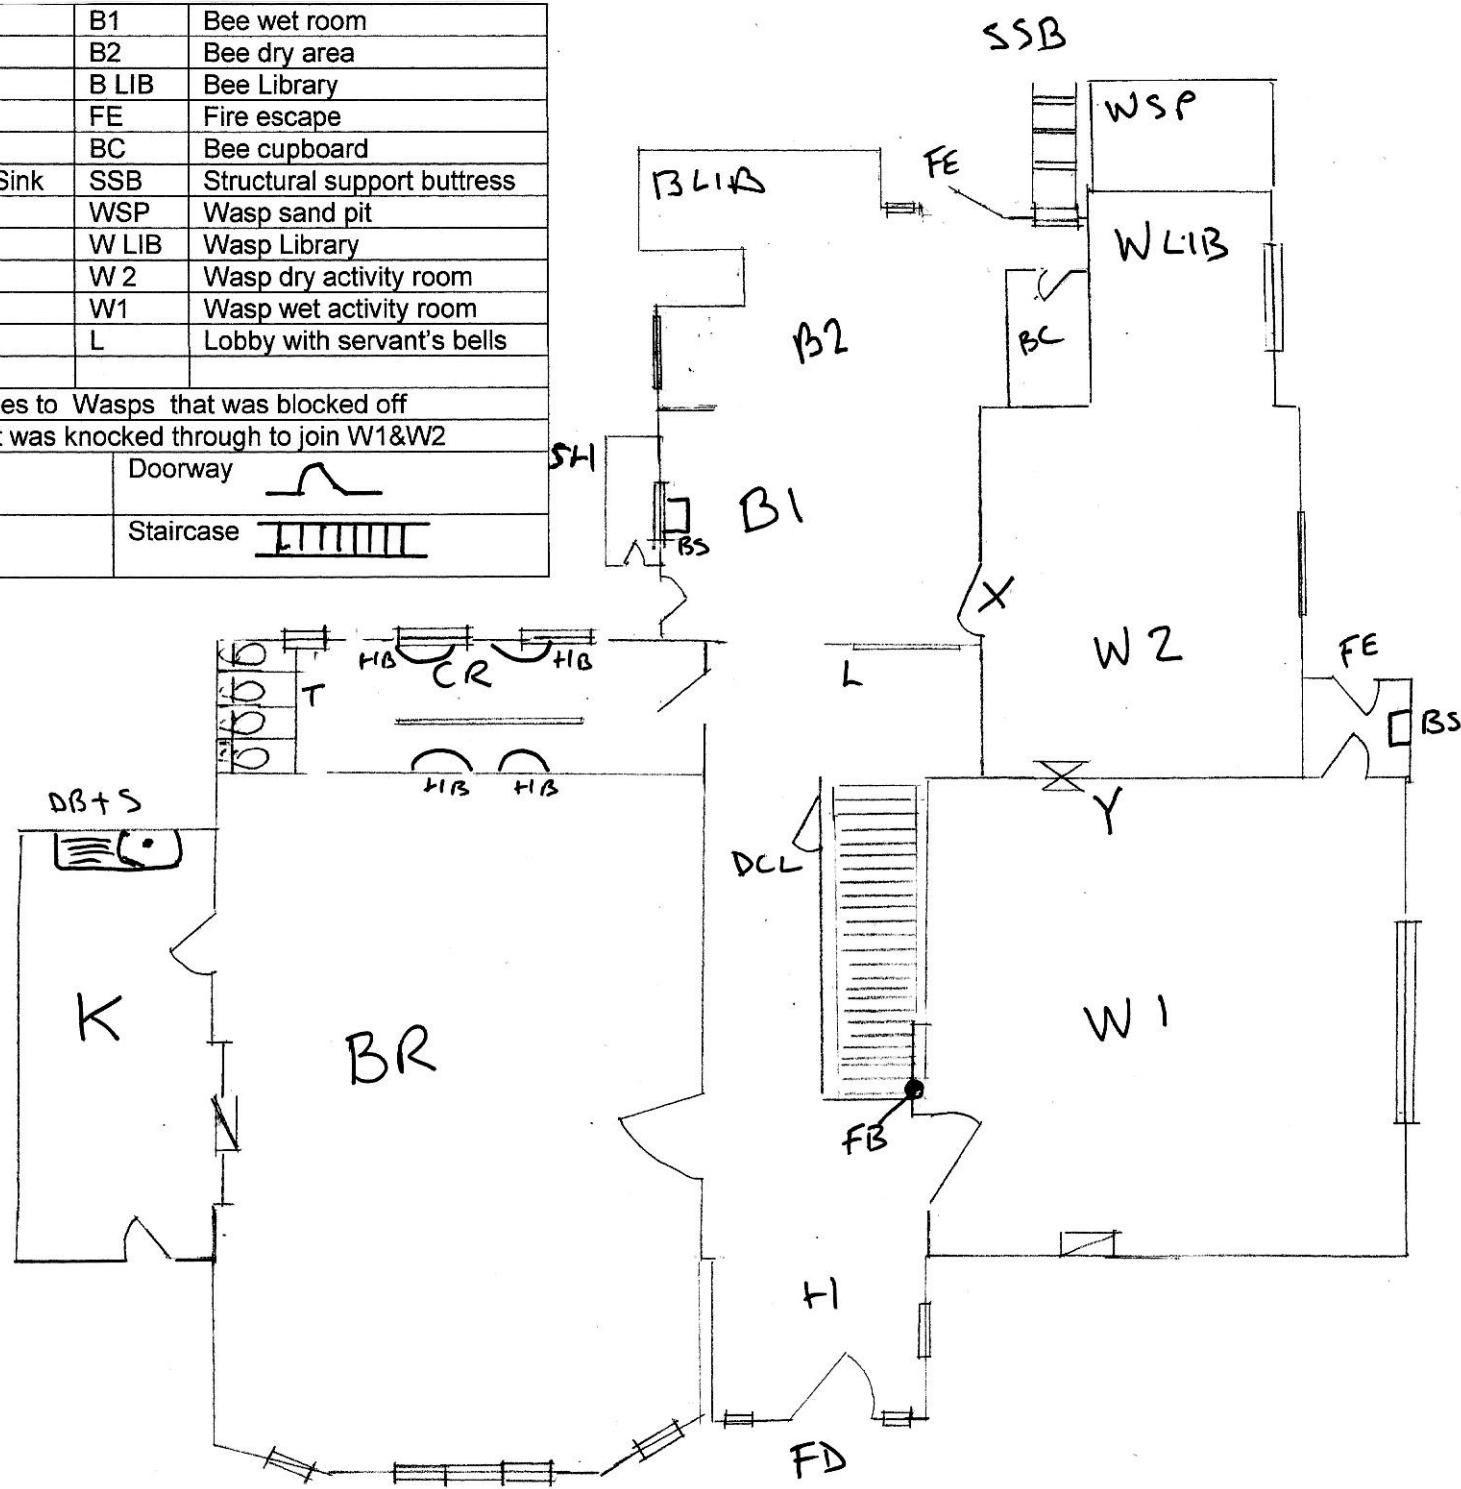 B1 Bee wet room
B2 Bee dry area
B LIB Bee Library
FE Fire escape
BC Bee cupboard
Sink SSB Structural support buttress
WSP Wasp sand pit
W LIB Wasp Library
W 2 Wasp dry activity room
W1 Wasp wet activity room
L Lobby with servant's bells
es to Wasps that was blocked off
t was knocked through to join W1&W2
Doorway
Staircase
SSB
WSP
FE
B LIB
W LIB
B2
BC
SH
B1
BS
X
W 2
FE
BS
HB
CR
HB
T
L
HB
HB
Y
DB+S
DCL
K
BR
W 1
FB
H
FD